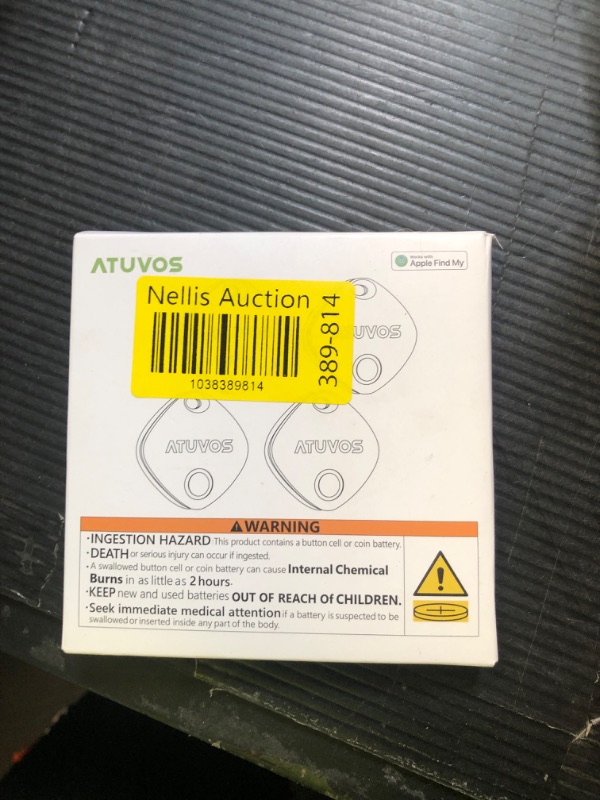 ATUVOS
Works with
Apple Find My
Nellis Auction
1038389814
389-814
UVOS
ATUVOS
ATUVOS
WARNING
·INGESTION HAZARD This product contains a button cell or coin battery.
·DEATH or serious injury can occur if ingested.
·A swallowed button cell or coin battery can cause Internal Chemical
Burns in as little as 2 hours.
·KEEP new and used batteries OUT OF REACH Of CHILDREN.
·Seek immediate medical attention if a battery is suspected to be
swallowed or inserted inside any part of the body.